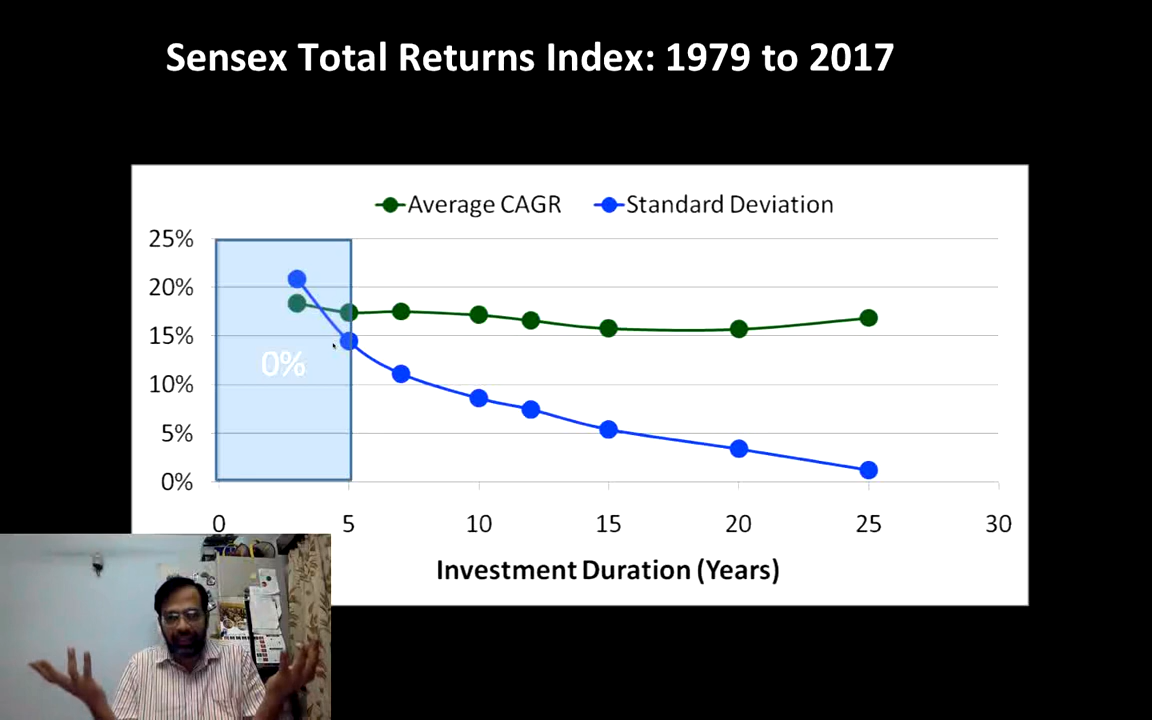 Sensex Total Returns Index: 1979 to 2017
Average CAGR
Standard Deviation
25%
20%
15%
10%
5%
0%
0%
0 5 10 15 20 25 30
Investment Duration (Years)